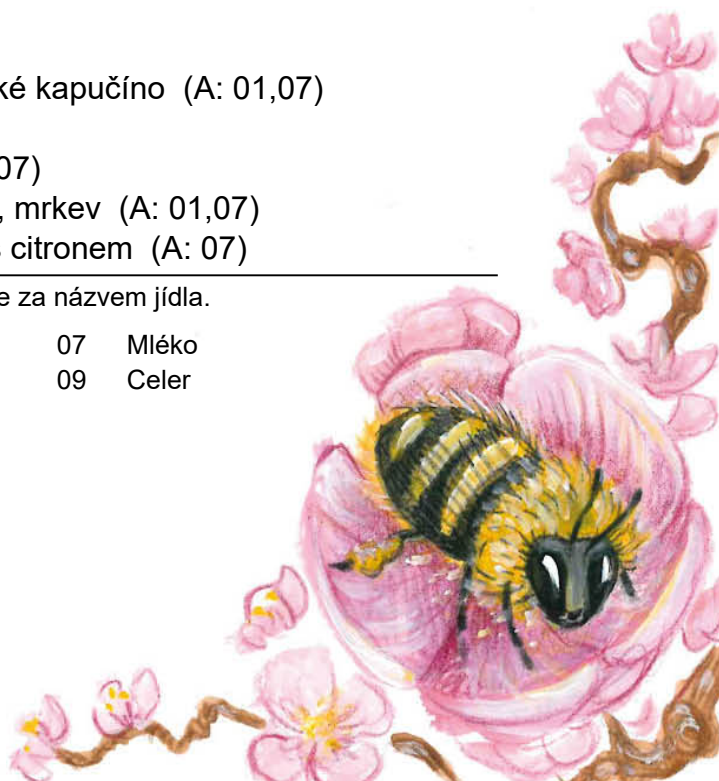 ké kapučíno (A: 01,07)
07)
, mrkev (A: 01,07)
citronem (A: 07)
e za názvem jídla.
07 Mléko
09 Celer